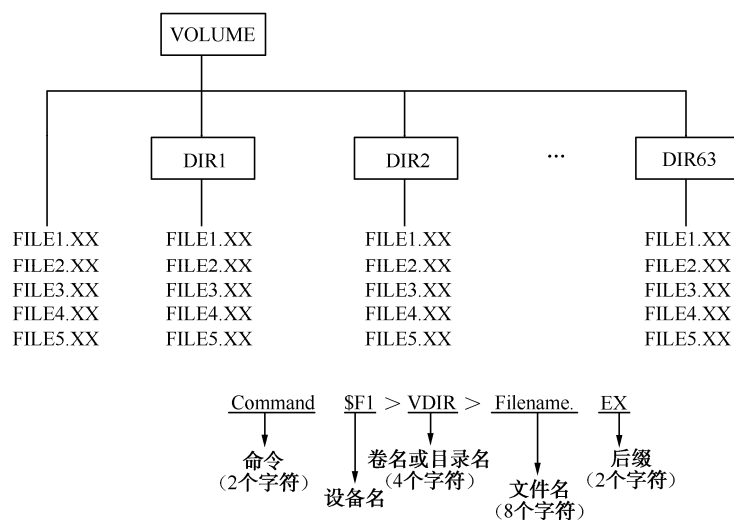 VOLUME
DIR1 DIR2 ... DIR63
FILE1.XX FILE1.XX FILE1.XX FILE1.XX
FILE2.XX FILE2.XX FILE2.XX FILE2.XX
FILE3.XX FILE3.XX FILE3.XX FILE3.XX
FILE4.XX FILE4.XX FILE4.XX FILE4.XX
FILE5.XX FILE5.XX FILE5.XX FILE5.XX
Command $F1 > VDIR > Filename. EX
命令
(2个字符)
设备名
卷名或目录名
(4个字符)
文件名
(8个字符)
后缀
(2个字符)